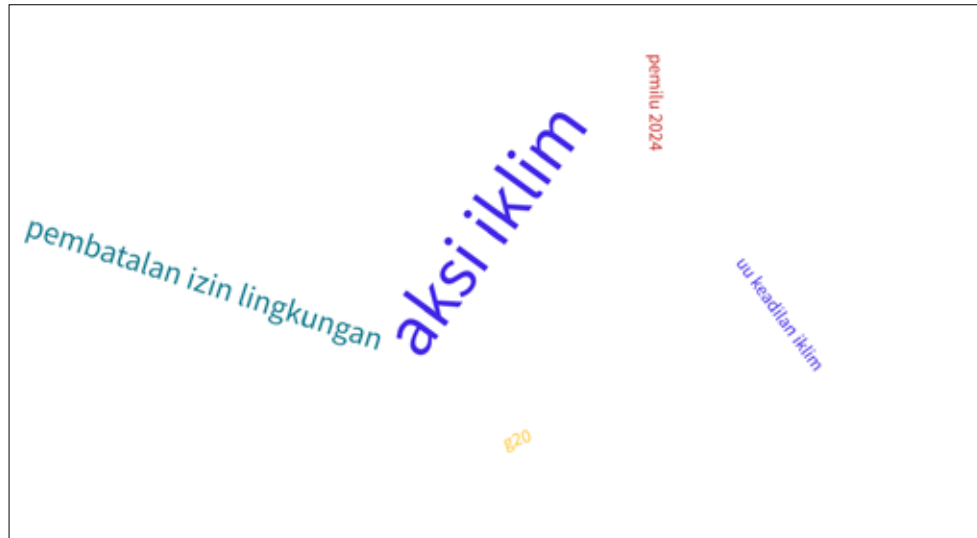 pemilu 2024
aksi iklim
pembatalan izin lingkungan
uu keadilan iklim
g20